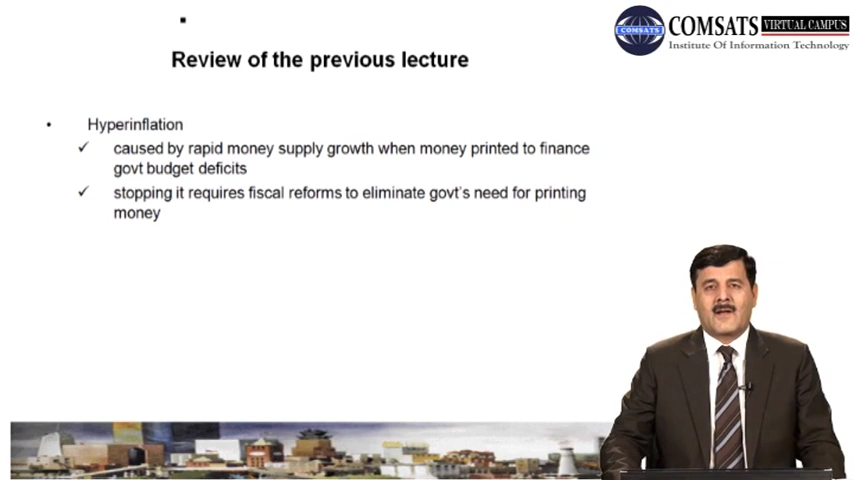 COMSATS VIRTUAL CAMPUS
Institute Of Information Technology
COMSATS
Review of the previous lecture
• Hyperinflation
✓ caused by rapid money supply growth when money printed to finance
govt budget deficits
✓ stopping it requires fiscal reforms to eliminate govt's need for printing
money